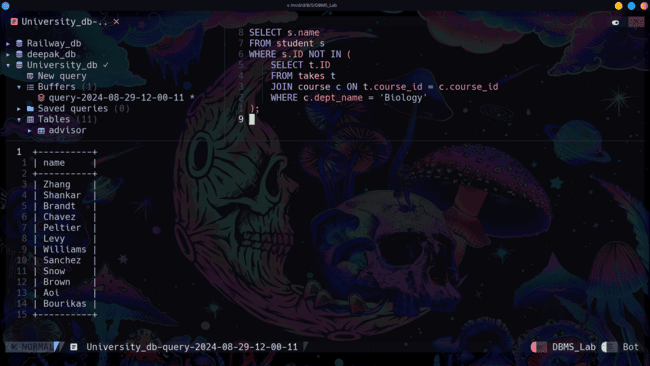 University_db-..
Railway_db
deepak_db
University_db ✓
New query
Buffers (1)
query-2024-08-29-12-00-11 *
Saved queries (0)
Tables (11)
advisor
8 SELECT s.name
7 FROM student s
6 WHERE s.ID NOT IN (
5 SELECT t.ID
4 FROM takes t
3 JOIN course c ON t.course_id = c.course_id
2 WHERE c.dept_name = 'Biology'
1 );
9
1 +----------+
1 | name |
2 +----------+
3 | Zhang |
4 | Shankar |
5 | Brandt |
6 | Chavez |
7 | Peltier |
8 | Levy |
9 | Williams |
10 | Sanchez |
11 | Snow |
12 | Brown |
13 | Aoi |
14 | Bourikas |
15 +----------+
NORMAL
University_db-query-2024-08-29-12-00-11
DBMS_Lab
Bot